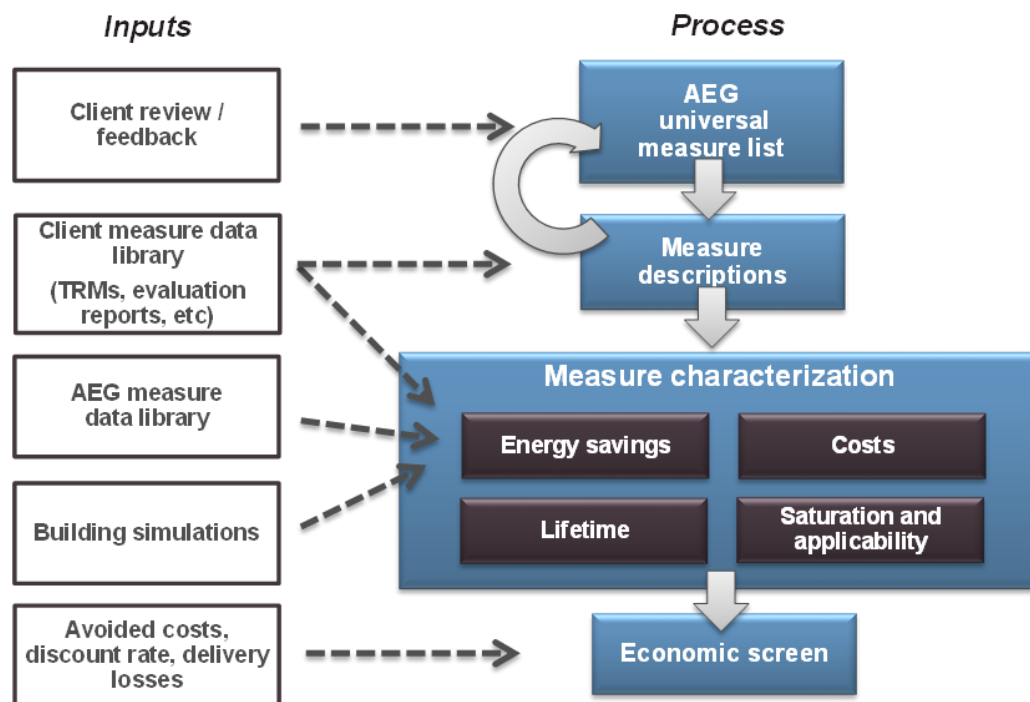 Inputs
Process
Client review /
feedback
AEG
universal
measure list
Client measure data
library
(TRMs, evaluation
reports, etc)
Measure
descriptions
AEG measure
data library
Measure characterization
Energy savings
Costs
Building simulations
Lifetime
Saturation and
applicability
Avoided costs,
discount rate, delivery
losses
Economic screen